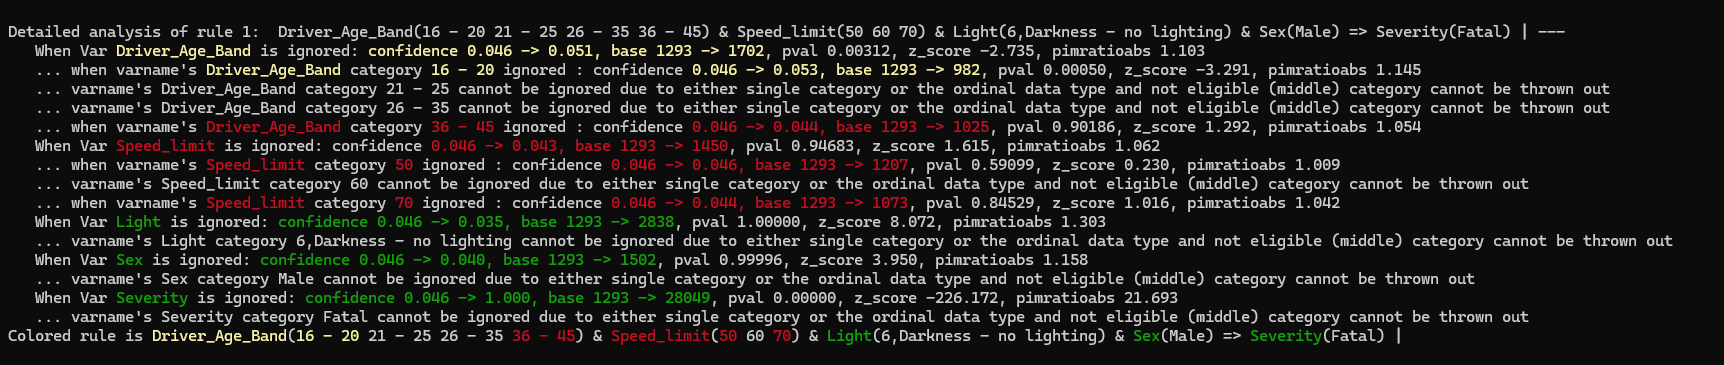 Detailed analysis of rule 1:  Driver_Age_Band(16 - 20 21 - 25 26 - 35 36 - 45) & Speed_limit(50 60 70) & Light(6,Darkness - no lighting) & Sex(Male) => Severity(Fatal) | ---
When Var Driver_Age_Band is ignored: confidence 0.046 -> 0.051, base 1293 -> 1702, pval 0.00312, z_score -2.735, pimratioabs 1.103
... when varname's Driver_Age_Band category 16 - 20 ignored : confidence 0.046 -> 0.053, base 1293 -> 982, pval 0.00050, z_score -3.291, pimratioabs 1.145
... varname's Driver_Age_Band category 21 - 25 cannot be ignored due to either single category or the ordinal data type and not eligible (middle) category cannot be thrown out
... varname's Driver_Age_Band category 26 - 35 cannot be ignored due to either single category or the ordinal data type and not eligible (middle) category cannot be thrown out
... when varname's Driver_Age_Band category 36 - 45 ignored : confidence 0.046 -> 0.044, base 1293 -> 1025, pval 0.90186, z_score 1.292, pimratioabs 1.054
When Var Speed_limit is ignored: confidence 0.046 -> 0.043, base 1293 -> 1450, pval 0.94683, z_score 1.615, pimratioabs 1.062
... when varname's Speed_limit category 50 ignored : confidence 0.046 -> 0.046, base 1293 -> 1207, pval 0.59099, z_score 0.230, pimratioabs 1.009
... varname's Speed_limit category 60 cannot be ignored due to either single category or the ordinal data type and not eligible (middle) category cannot be thrown out
... when varname's Speed_limit category 70 ignored : confidence 0.046 -> 0.044, base 1293 -> 1073, pval 0.84529, z_score 1.016, pimratioabs 1.042
When Var Light is ignored: confidence 0.046 -> 0.035, base 1293 -> 2838, pval 1.00000, z_score 8.072, pimratioabs 1.303
... varname's Light category 6,Darkness - no lighting cannot be ignored due to either single category or the ordinal data type and not eligible (middle) category cannot be thrown out
When Var Sex is ignored: confidence 0.046 -> 0.040, base 1293 -> 1502, pval 0.99996, z_score 3.950, pimratioabs 1.158
... varname's Sex category Male cannot be ignored due to either single category or the ordinal data type and not eligible (middle) category cannot be thrown out
When Var Severity is ignored: confidence 0.046 -> 1.000, base 1293 -> 28049, pval 0.00000, z_score -226.172, pimratioabs 21.693
... varname's Severity category Fatal cannot be ignored due to either single category or the ordinal data type and not eligible (middle) category cannot be thrown out
Colored rule is Driver_Age_Band(16 - 20 21 - 25 26 - 35 36 - 45) & Speed_limit(50 60 70) & Light(6,Darkness - no lighting) & Sex(Male) => Severity(Fatal) |